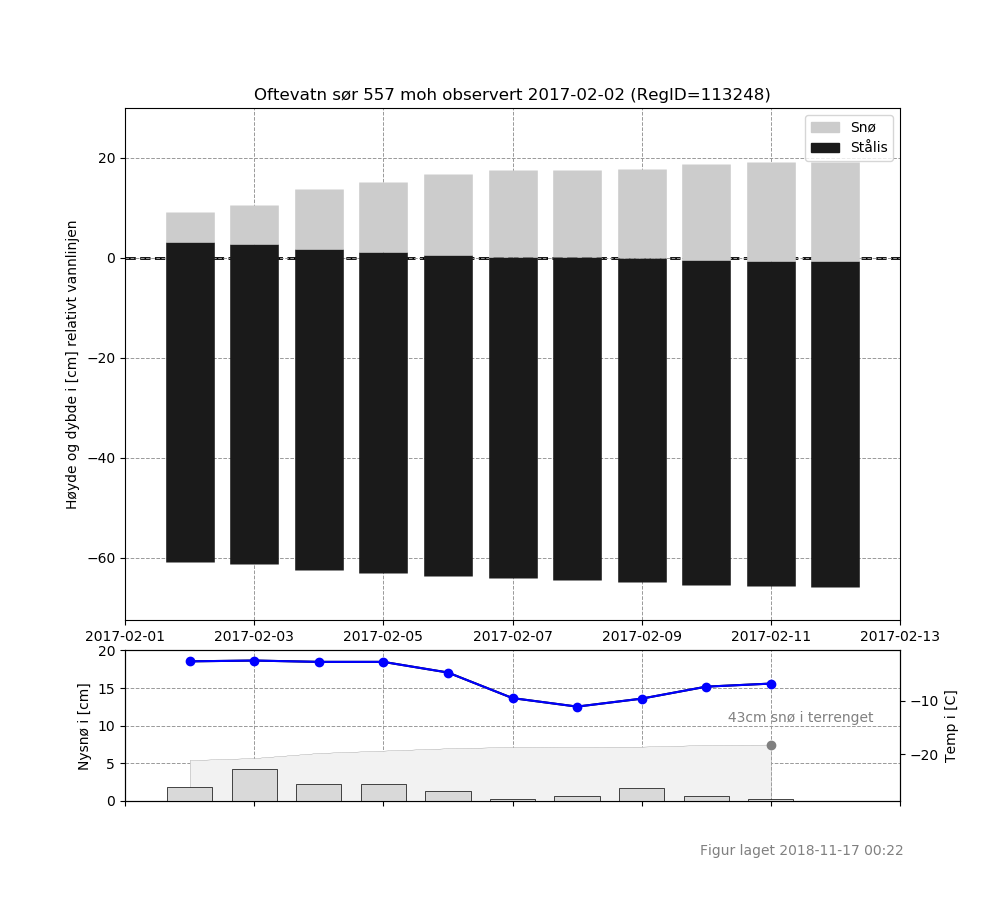 Oftevatn sør 557 moh observert 2017-02-02 (RegID=113248)
Snø
Stålis
Høyde og dybde i [cm] relativt vannlinjen
20
0
−20
−40
−60
2017-02-01 2017-02-03 2017-02-05 2017-02-07 2017-02-09 2017-02-11 2017-02-13
Nysnø i [cm]
20
15
10
5
0
43cm snø i terrenget
−10
−20
Temp i [C]
Figur laget 2018-11-17 00:22